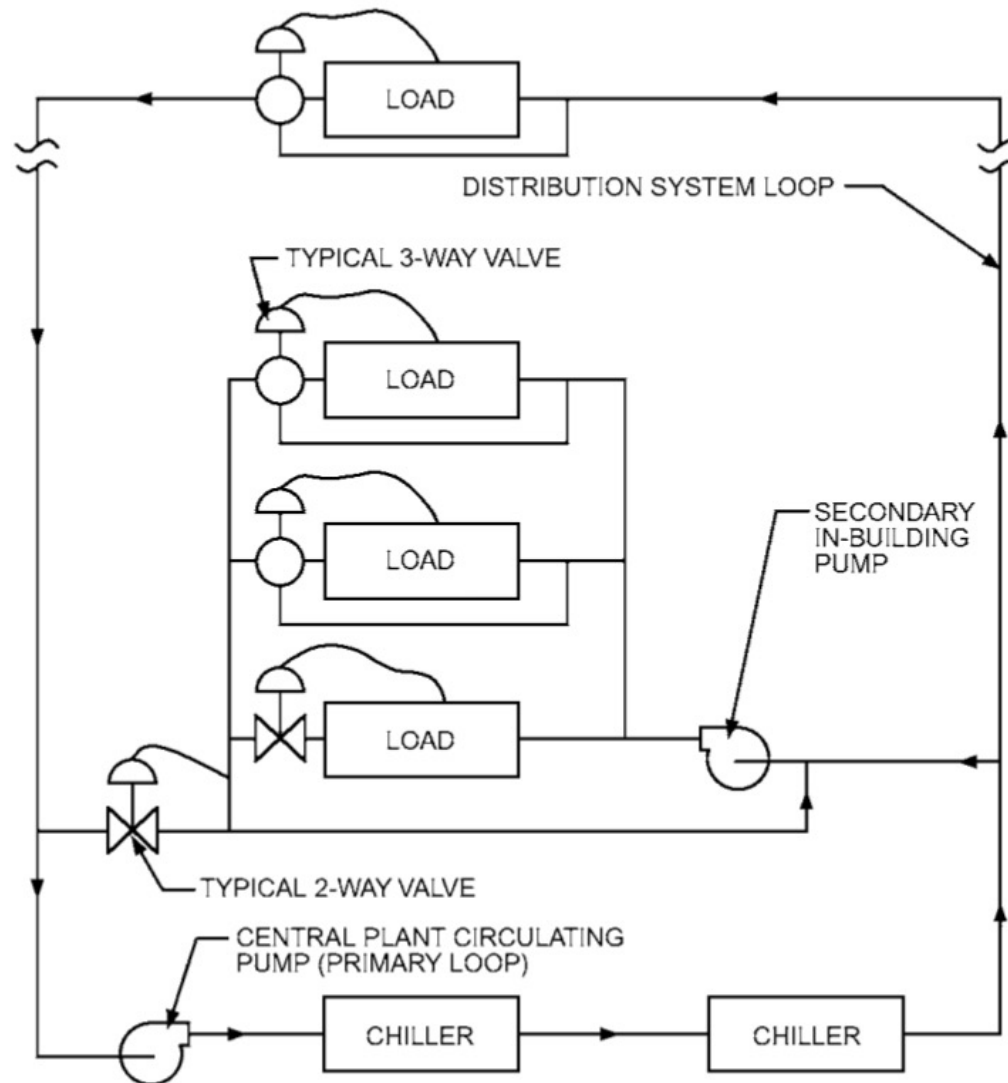 LOAD
DISTRIBUTION SYSTEM LOOP
TYPICAL 3-WAY VALVE
LOAD
LOAD
SECONDARY
IN-BUILDING
PUMP
LOAD
TYPICAL 2-WAY VALVE
CENTRAL PLANT CIRCULATING
PUMP (PRIMARY LOOP)
CHILLER
CHILLER